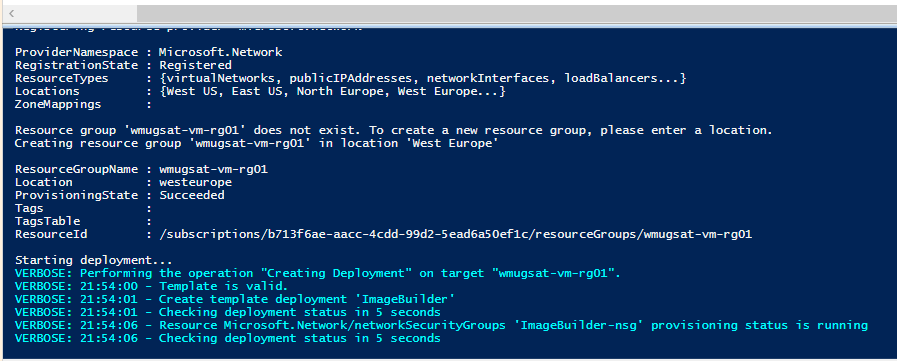 ProviderNamespace : Microsoft.Network
RegistrationState : Registered
ResourceTypes     : {virtualNetworks, publicIPAddresses, networkInterfaces, loadBalancers...}
Locations         : {West US, East US, North Europe, West Europe...}
ZoneMappings      :
Resource group 'wmugsat-vm-rg01' does not exist. To create a new resource group, please enter a location.
Creating resource group 'wmugsat-vm-rg01' in location 'West Europe'
ResourceGroupName : wmugsat-vm-rg01
Location          : westeurope
ProvisioningState : Succeeded
Tags              :
TagsTable         :
ResourceId        : /subscriptions/b713f6ae-aacc-4cdd-99d2-5ead6a50ef1c/resourceGroups/wmugsat-vm-rg01
Starting deployment...
VERBOSE: Performing the operation "Creating Deployment" on target "wmugsat-vm-rg01".
VERBOSE: 21:54:00 - Template is valid.
VERBOSE: 21:54:01 - Create template deployment 'ImageBuilder'
VERBOSE: 21:54:01 - Checking deployment status in 5 seconds
VERBOSE: 21:54:06 - Resource Microsoft.Network/networkSecurityGroups 'ImageBuilder-nsg' provisioning status is running
VERBOSE: 21:54:06 - Checking deployment status in 5 seconds